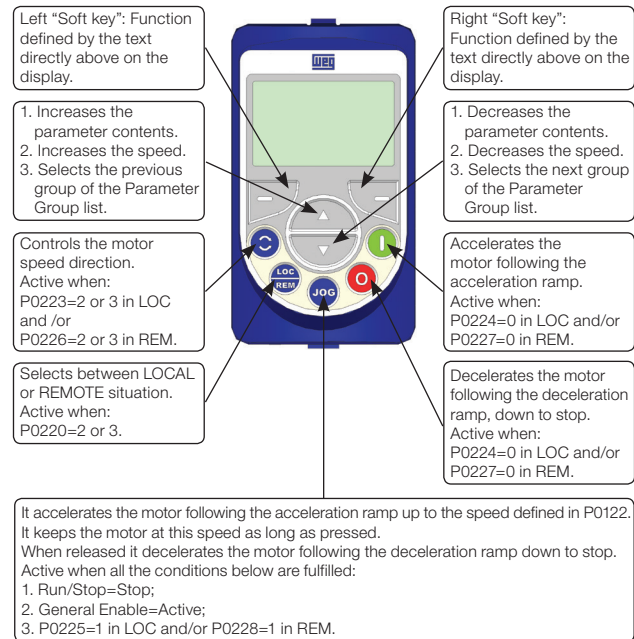 Left “Soft key”: Function
defined by the text
directly above on the
display.
Right “Soft key”:
Function defined by the
text directly above on the
display.
1. Increases the
parameter contents.
2. Increases the speed.
3. Selects the previous
group of the Parameter
Group list.
1. Decreases the
parameter contents.
2. Decreases the speed.
3. Selects the next group
of the Parameter
Group list.
Controls the motor
speed direction.
Active when:
P0223=2 or 3 in LOC
and /or
P0226=2 or 3 in REM.
Accelerates the
motor following the
acceleration ramp.
Active when:
P0224=0 in LOC and/or
P0227=0 in REM.
Selects between LOCAL
or REMOTE situation.
Active when:
P0220=2 or 3.
Decelerates the motor
following the deceleration
ramp, down to stop.
Active when:
P0224=0 in LOC and/or
P0227=0 in REM.
WEG
LOC
REM
JOG
It accelerates the motor following the acceleration ramp up to the speed defined in P0122.
It keeps the motor at this speed as long as pressed.
When released it decelerates the motor following the deceleration ramp down to stop.
Active when all the conditions below are fulfilled:
1. Run/Stop=Stop;
2. General Enable=Active;
3. P0225=1 in LOC and/or P0228=1 in REM.